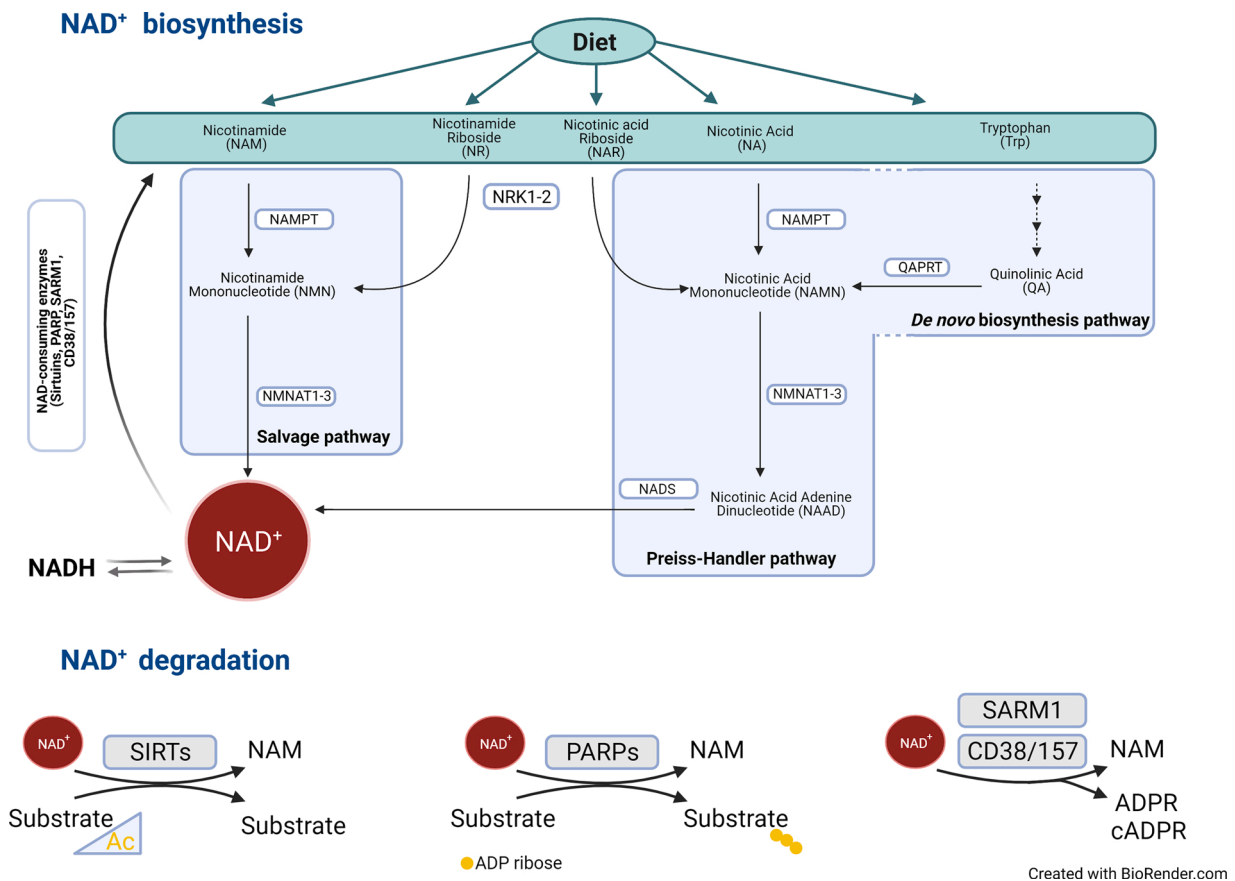 NAD+ biosynthesis
Diet
Nicotinamide
(NAM)
Nicotinamide
Riboside
(NR)
Nicotinic acid
Riboside
(NAR)
Nicotinic Acid
(NA)
Tryptophan
(Trp)
NAD-consuming enzymes
(Sirtuins, PARP, SARM1,
CD38/157)
NAMPT
NRK1-2
NAMPT
Nicotinamide
Mononucleotide (NMN)
Nicotinic Acid
Mononucleotide (NAMN)
QAPRT
Quinolinic Acid
(QA)
De novo biosynthesis pathway
NMNAT1-3
Salvage pathway
NMNAT1-3
NADS
Nicotinic Acid Adenine
Dinucleotide (NAAD)
Preiss-Handler pathway
NAD+
NADH
NAD+ degradation
NAD+
SIRTs
NAM
Substrate
Ac
Substrate
NAD+
PARPs
NAM
Substrate
Substrate
ADP ribose
NAD+
SARM1
CD38/157
NAM
ADPR
cADPR
Created with BioRender.com